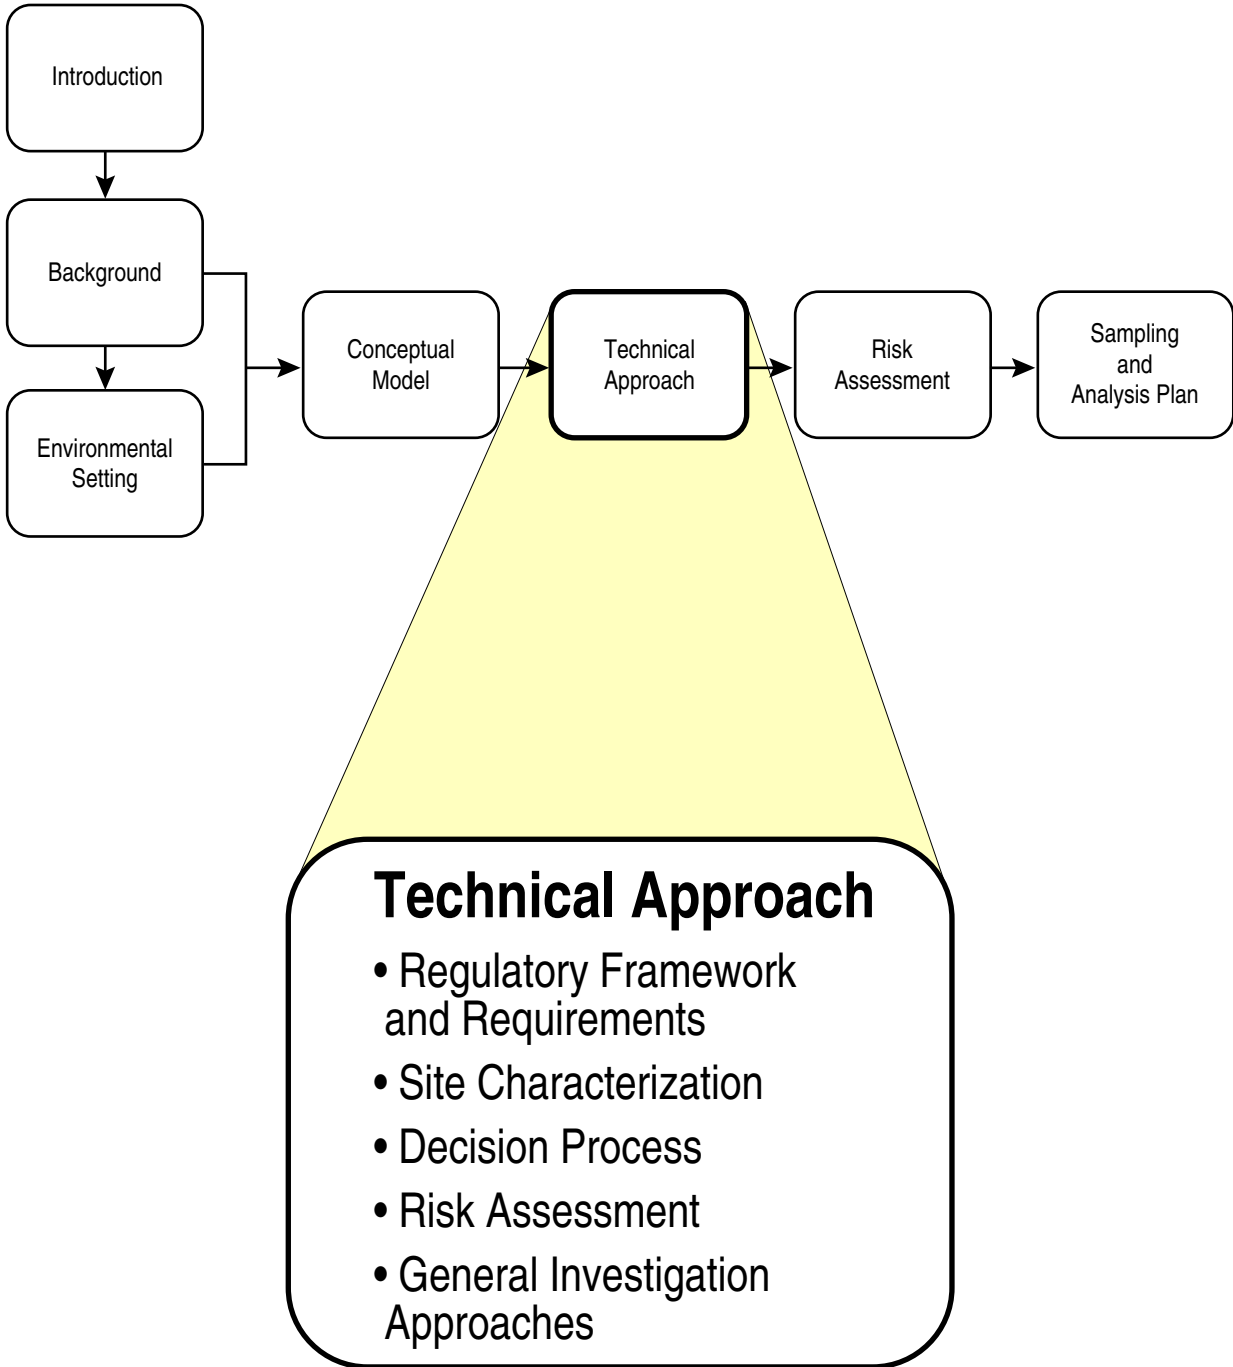 Introduction
Background
Environmental
Setting
Conceptual
Model
Technical
Approach
Risk
Assessment
Sampling
and
Analysis Plan
Technical Approach
• Regulatory Framework
and Requirements
• Site Characterization
• Decision Process
• Risk Assessment
• General Investigation
Approaches